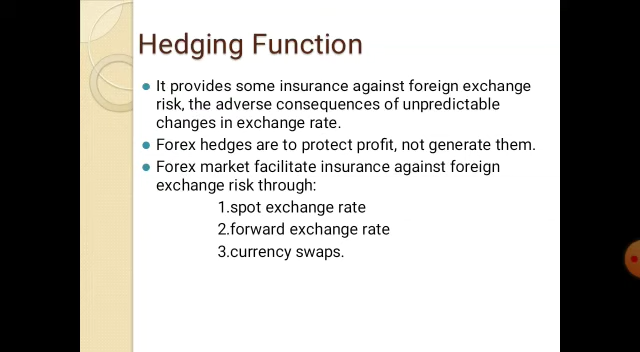 Hedging Function
It provides some insurance against foreign exchange
risk, the adverse consequences of unpredictable
changes in exchange rate.
Forex hedges are to protect profit, not generate them.
Forex market facilitate insurance against foreign
exchange risk through:
1.spot exchange rate
2.forward exchange rate
3.currency swaps.